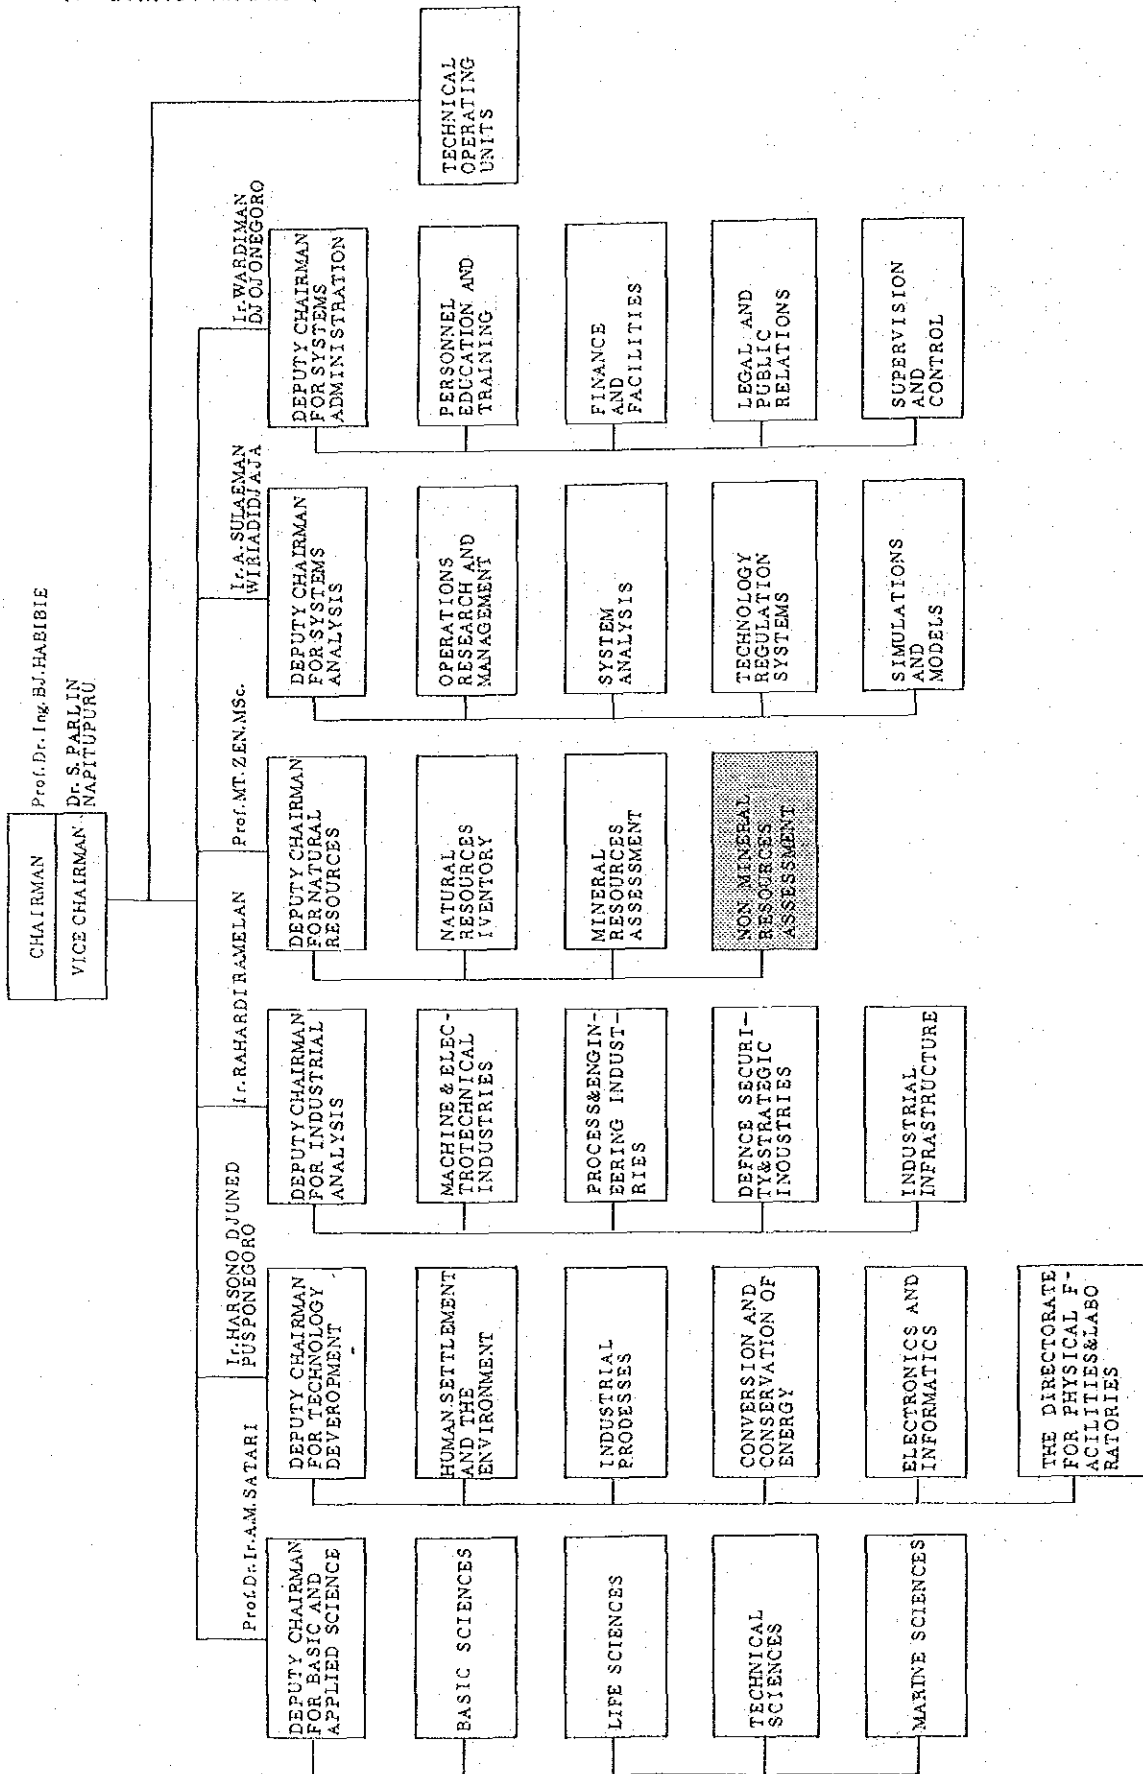 CHAIRMAN
Prof.Dr.Ing.BJ.HABIBIE
VICE CHAIRMAN
Dr.S.PARLIN
NAPITUPURU
Prof.Dr.Ir.A.M.SATARI
DEPUTY CHAIRMAN
FOR BASIC AND
APPLIED SCIENCE
BASIC SCIENCES
LIFE SCIENCES
TECHNICAL
SCIENCES
MARINE SCIENCES
Ir.HARSONO DJUNED
PUSPONEGORO
DEPUTY CHAIRMAN
FOR TECHNOLOGY
DEVEROPMENT
HUMAN.SETTLEMENT
AND THE
ENVIRONMENT
INDUSTRIAL
PRODESSES
CONVERSION AND
CONSERVATION OF
ENERGY
ELECTRONICS AND
INFORMATICS
THE DIRECTORATE
FOR PHYSICAL F-
ACILITIES&LABO
RATORIES
Ir.RAHARDI RAMELAN
DEPUTY CHAIRMAN
FOR INDUSTRIAL
ANALYSIS
MACHINE & ELEC-
TROTECHNICAL
INDUSTRIES
PROCESS&ENGIN-
EERING INDUST-
RIES
DEFNCE SECURI-
TY&STRATEGIC
INOUSTRIES
INDUSTRIAL
INFRASTRUCTURE
Prof.MT.ZEN.MSc.
DEPUTY CHAIRMAN
FOR NATURAL
RESOURCES
NATURAL
RESOURCES
IVENTORY
MINERAL
RESOURCES
ASSESSMENT
NON MINERAL
RESOURCES
ASSESSMENT
Ir.A.SULAEMAN
WIRIADIDJAJA
DEPUTY CHAIRMAN
FOR SYSTEMS
ANALYSIS
OPERATIONS
RESEARCH AND
MANAGEMENT
SYSTEM
ANALYSIS
TECHNOLOGY
REGULATION
SYSTEMS
SIMULATIONS
AND
MODELS
Ir.WARDIMAN
DJOJONEGORO
DEPUTY CHAIRMAN
FOR SYSTEMS
ADMINISTRATION
PERSONNEL
EDUCATION AND
TRAINING
FINANCE
AND
FACILITIES
LEGAL AND
PUBLIC
RELATIONS
SUPERVISION
AND
CONTROL
TECHNICAL
OPERATING
UNITS